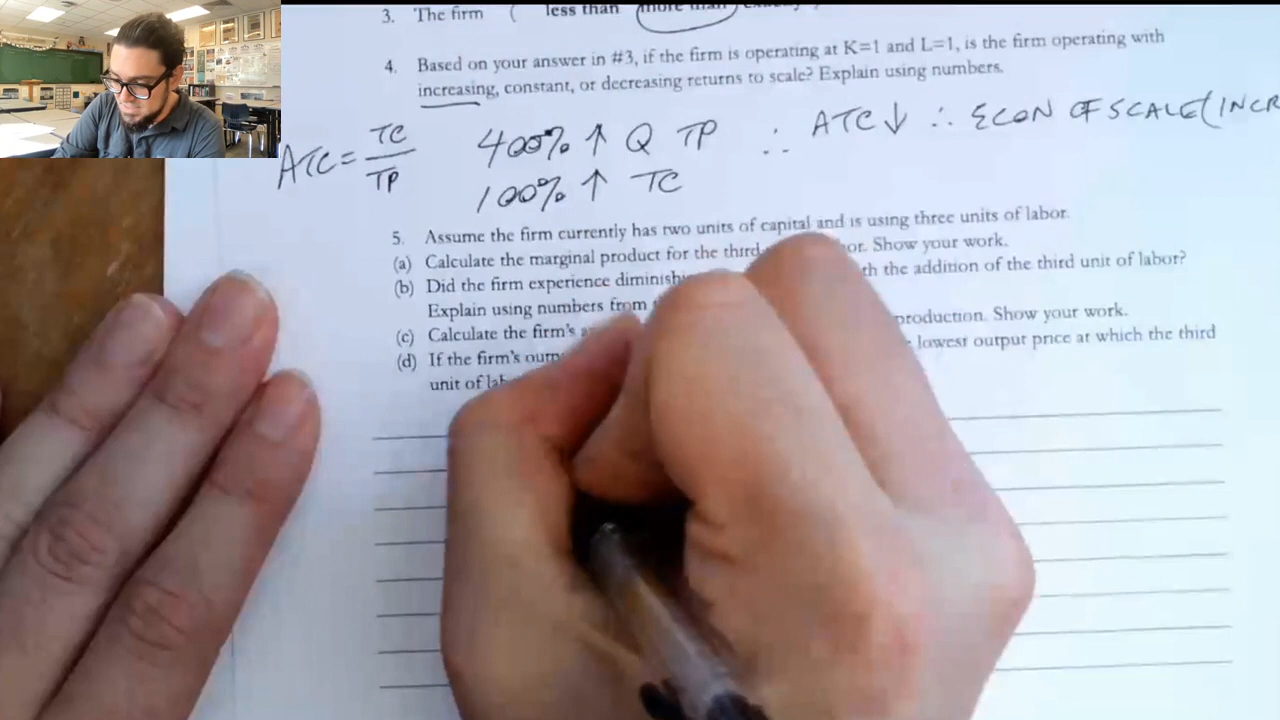 3. The firm ( less than more than
4. Based on your answer in #3, if the firm is operating at K=1 and L=1, is the firm operating with
increasing, constant, or decreasing returns to scale? Explain using numbers.
ATC = TC / TP 400% ↑ Q TP ∴ ATC ↓ ∴ ECON OF SCALE (INCR
100% ↑ TC
5. Assume the firm currently has two units of capital and is using three units of labor.
(a) Calculate the marginal product for the third or. Show your work.
(b) Did the firm experience diminishi th the addition of the third unit of labor?
Explain using numbers from
(c) Calculate the firm's production. Show your work.
(d) If the firm's lowest output price at which the third
unit of lab